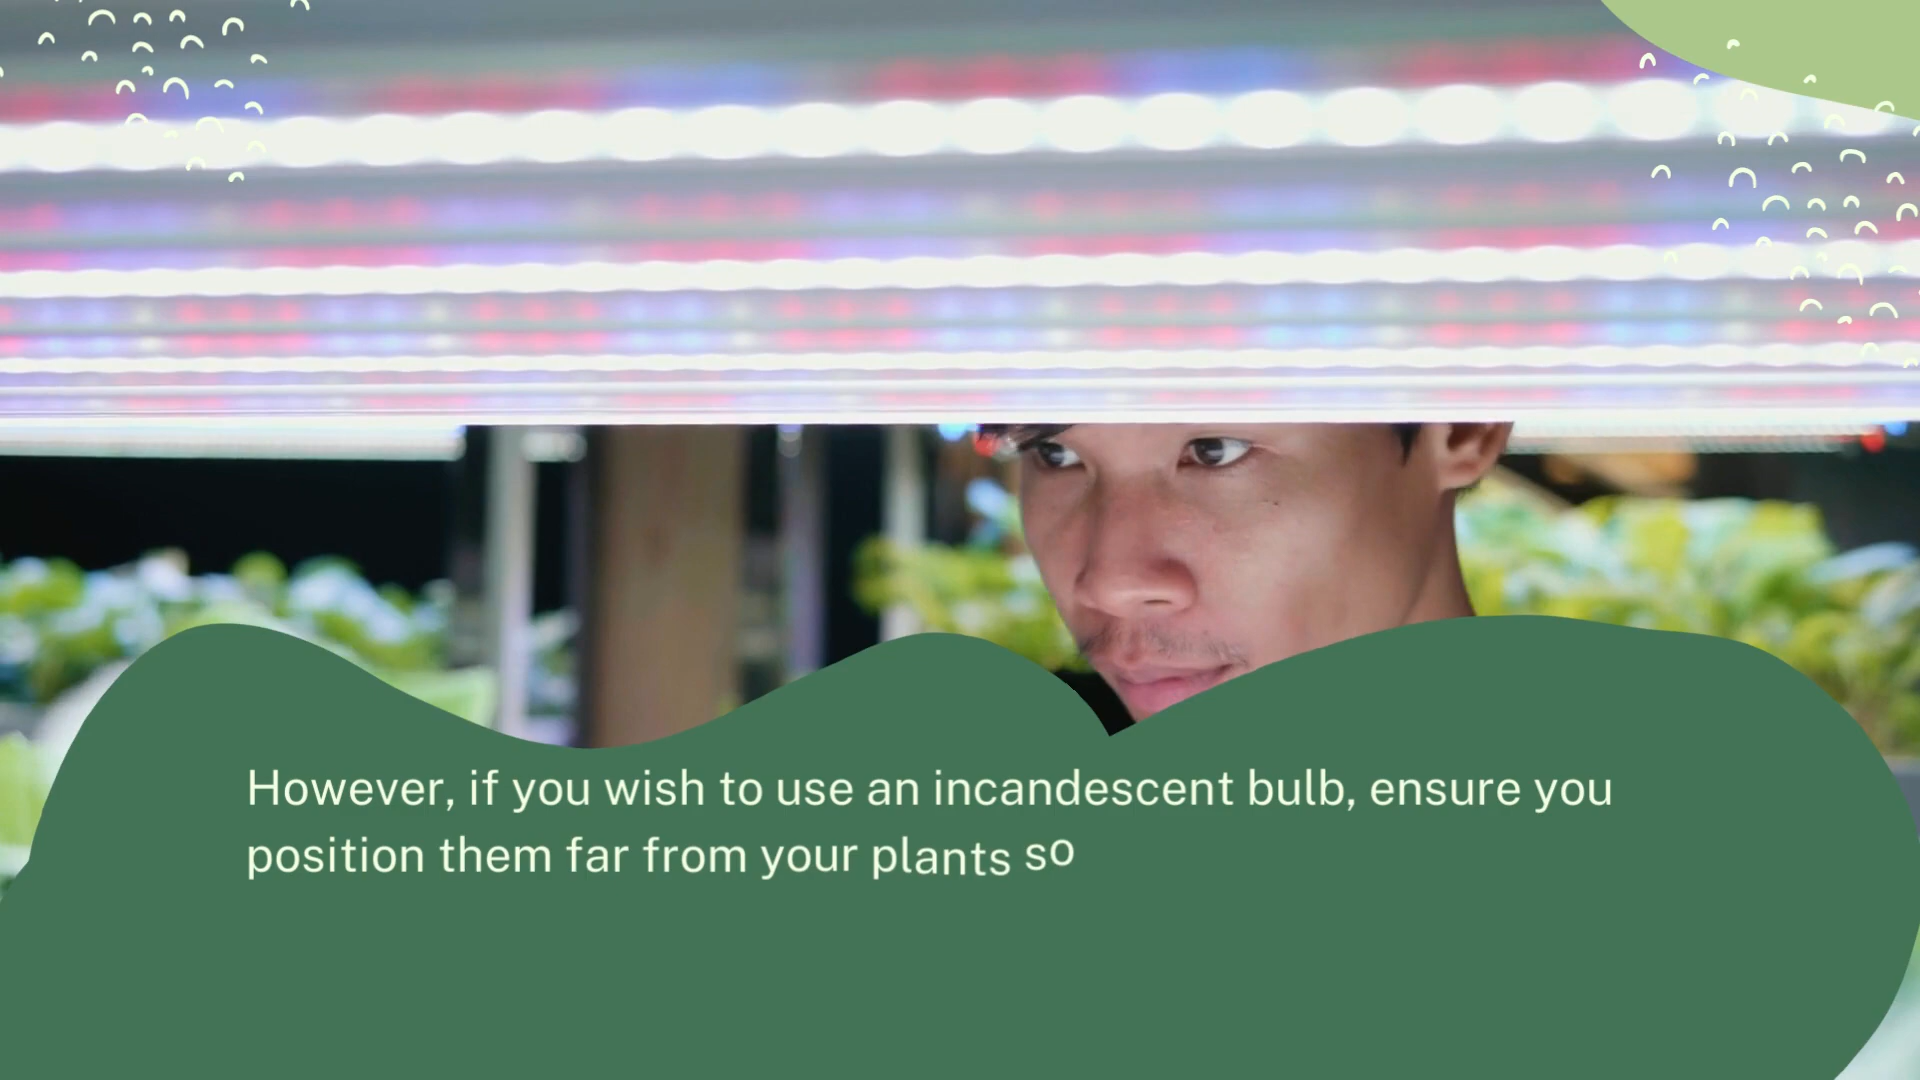 However, if you wish to use an incandescent bulb, ensure you
position them far from your plants so